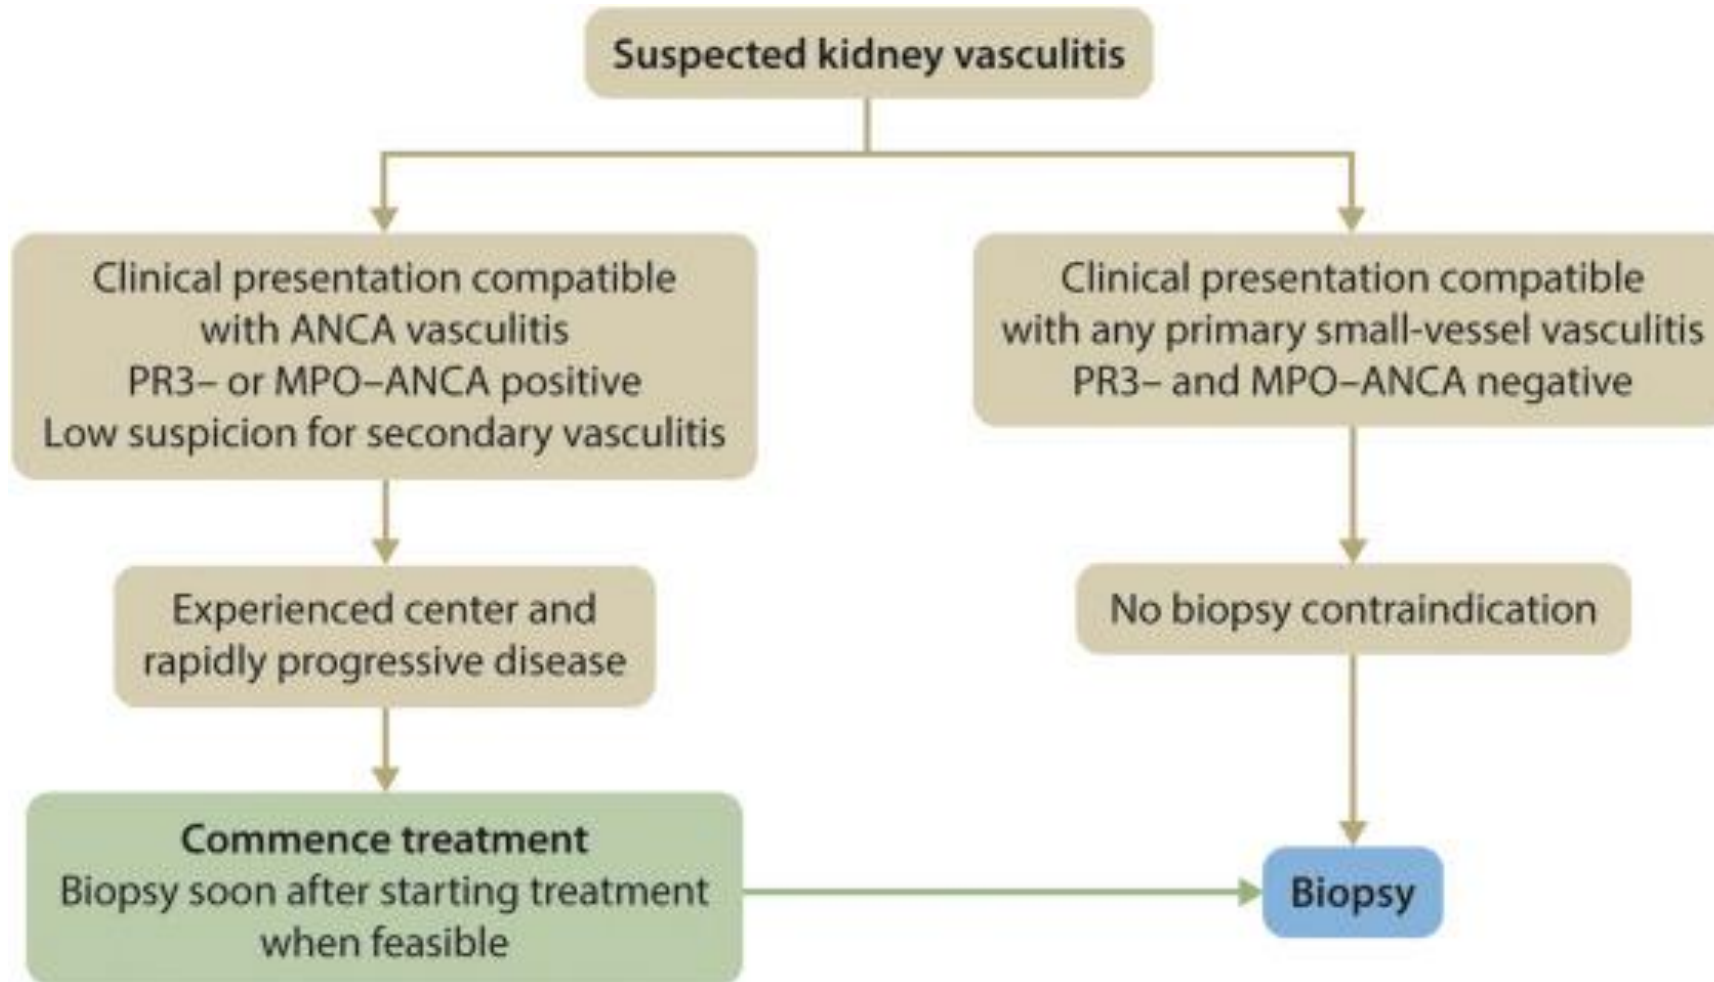 Suspected kidney vasculitis
Clinical presentation compatible
with ANCA vasculitis
PR3– or MPO–ANCA positive
Low suspicion for secondary vasculitis
Clinical presentation compatible
with any primary small-vessel vasculitis
PR3– and MPO–ANCA negative
Experienced center and
rapidly progressive disease
No biopsy contraindication
Commence treatment
Biopsy soon after starting treatment
when feasible
Biopsy